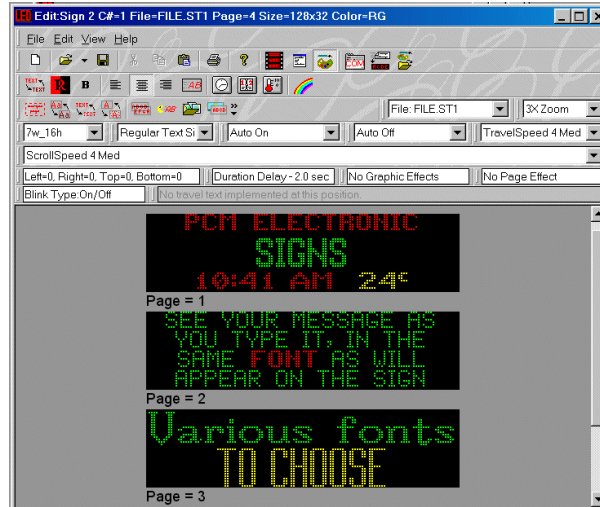 LED Edit:Sign 2 C#=1 File=FILE.ST1 Page=4 Size=128x32 Color=RG
File Edit View Help
TEXT TEXT R B AB
COM
File: FILE.ST1 3X Zoom
7w_16h Regular Text Si Auto On Auto Off TravelSpeed 4 Med
ScrollSpeed 4 Med
Left=0, Right=0, Top=0, Bottom=0 Duration Delay - 2.0 sec No Graphic Effects No Page Effect
Blink Type:On/Off No travel text implemented at this position.
PCM ELECTRONIC
SIGNS
10:41 AM 24°
Page = 1
SEE YOUR MESSAGE AS
YOU TYPE IT, IN THE
SAME FONT AS WILL
APPEAR ON THE SIGN
Page = 2
Various fonts
TO CHOOSE
Page = 3